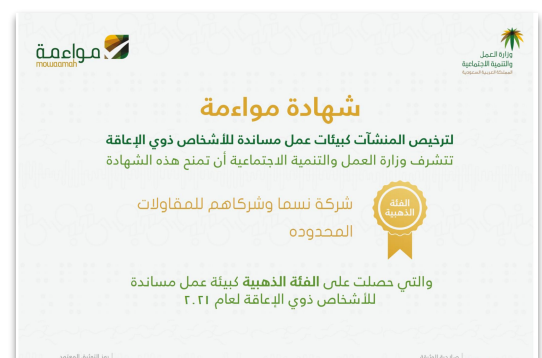 مواءمة
mowaamah
وزارة العمل
والتنمية الاجتماعية
المملكة العربية السعودية
شهادة مواءمة
لترخيص المنشآت كبيئات عمل مساندة للأشخاص ذوي الإعاقة
تتشرف وزارة العمل والتنمية الاجتماعية أن تمنح هذه الشهادة
الفئة
الذهبية
شركة نسما وشركاهم للمقاولات
المحدوده
والتي حصلت على الفئة الذهبية كبيئة عمل مساندة
للأشخاص ذوي الإعاقة لعام ٢٠٢١